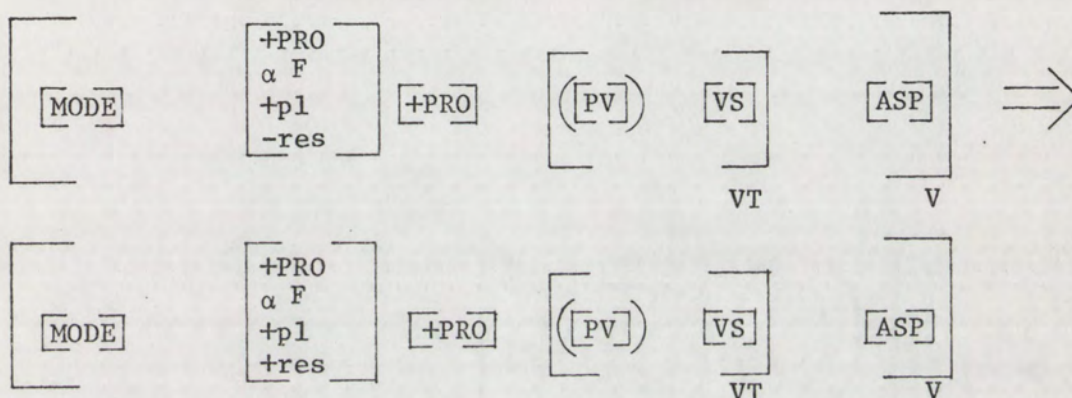 +PRO
α F
[MODE] +pl [+PRO] ([PV]) [VS] [ASP] →
-res
VT V
+PRO
α F
[MODE] +pl [+PRO] ([PV]) [VS] [ASP]
+res
VT V